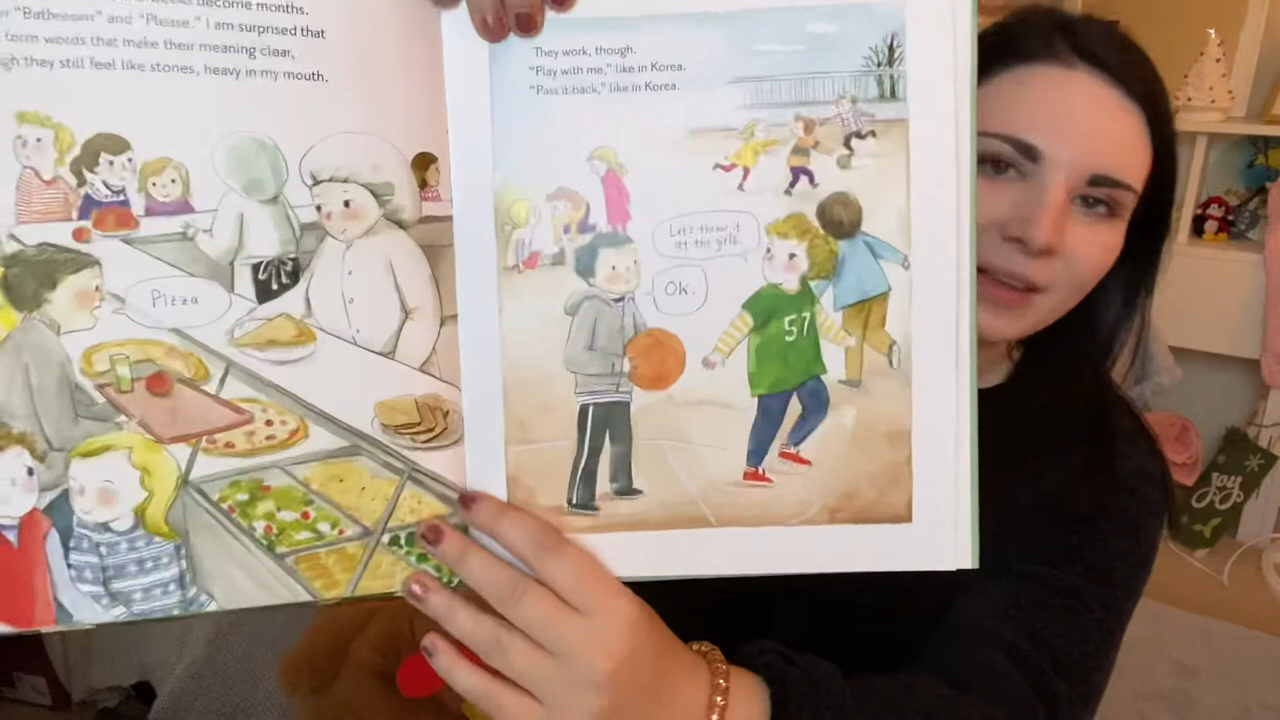 become months.
"Bathroom" and "Please." I am surprised that
form words that make their meaning clear,
they still feel like stones, heavy in my mouth.
Pizza
They work, though.
"Play with me," like in Korea.
"Pass it back," like in Korea.
Let's throw it
at the girls.
Ok.
57
joy